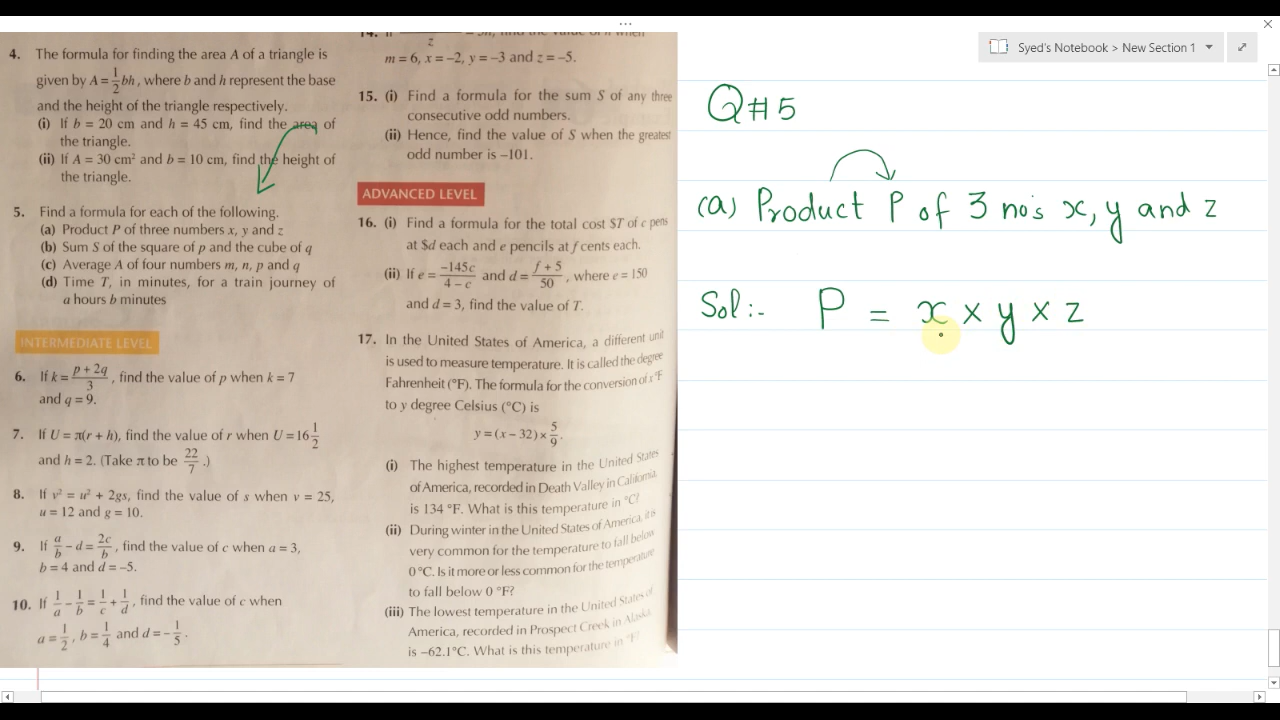 Syed's Notebook > New Section 1
4. The formula for finding the area A of a triangle is
given by A = 1/2 bh, where b and h represent the base
and the height of the triangle respectively.
(i) If b = 20 cm and h = 45 cm, find the area of
the triangle.
(ii) If A = 30 cm² and b = 10 cm, find the height of
the triangle.
5. Find a formula for each of the following.
(a) Product P of three numbers x, y and z
(b) Sum S of the square of p and the cube of q
(c) Average A of four numbers m, n, p and q
(d) Time T, in minutes, for a train journey of
a hours b minutes
INTERMEDIATE LEVEL
6. If k = (p + 2q)/3, find the value of p when k = 7
and q = 9.
7. If U = π(r + h), find the value of r when U = 16 1/2
and h = 2. (Take π to be 22/7.)
8. If v² = u² + 2gs, find the value of s when v = 25,
u = 12 and g = 10.
9. If a/b – d = 2c/b, find the value of c when a = 3,
b = 4 and d = –5.
10. If 1/a – 1/b = 1/c + 1/d, find the value of c when
a = 1/2, b = 1/4 and d = –1/5.
z
m = 6, x = –2, y = –3 and z = –5.
15. (i) Find a formula for the sum S of any three
consecutive odd numbers.
(ii) Hence, find the value of S when the greatest
odd number is –101.
ADVANCED LEVEL
16. (i) Find a formula for the total cost $T of c pens
at $d each and e pencils at f cents each.
(ii) If e = –145c/(4 – c) and d = (f + 5)/50, where e = 150
and d = 3, find the value of T.
17. In the United States of America, a different unit
is used to measure temperature. It is called the degree
Fahrenheit (°F). The formula for the conversion of x °F
to y degree Celsius (°C) is
y = (x – 32) × 5/9.
(i) The highest temperature in the United States
of America, recorded in Death Valley in California,
is 134 °F. What is this temperature in °C?
(ii) During winter in the United States of America, it is
very common for the temperature to fall below
0 °C. Is it more or less common for the temperature
to fall below 0 °F?
(iii) The lowest temperature in the United States of
America, recorded in Prospect Creek in Alaska,
is –62.1°C. What is this temperature in °F?
Q#5
(a) Product P of 3 no's x, y and z
Sol:- P = x × y × z